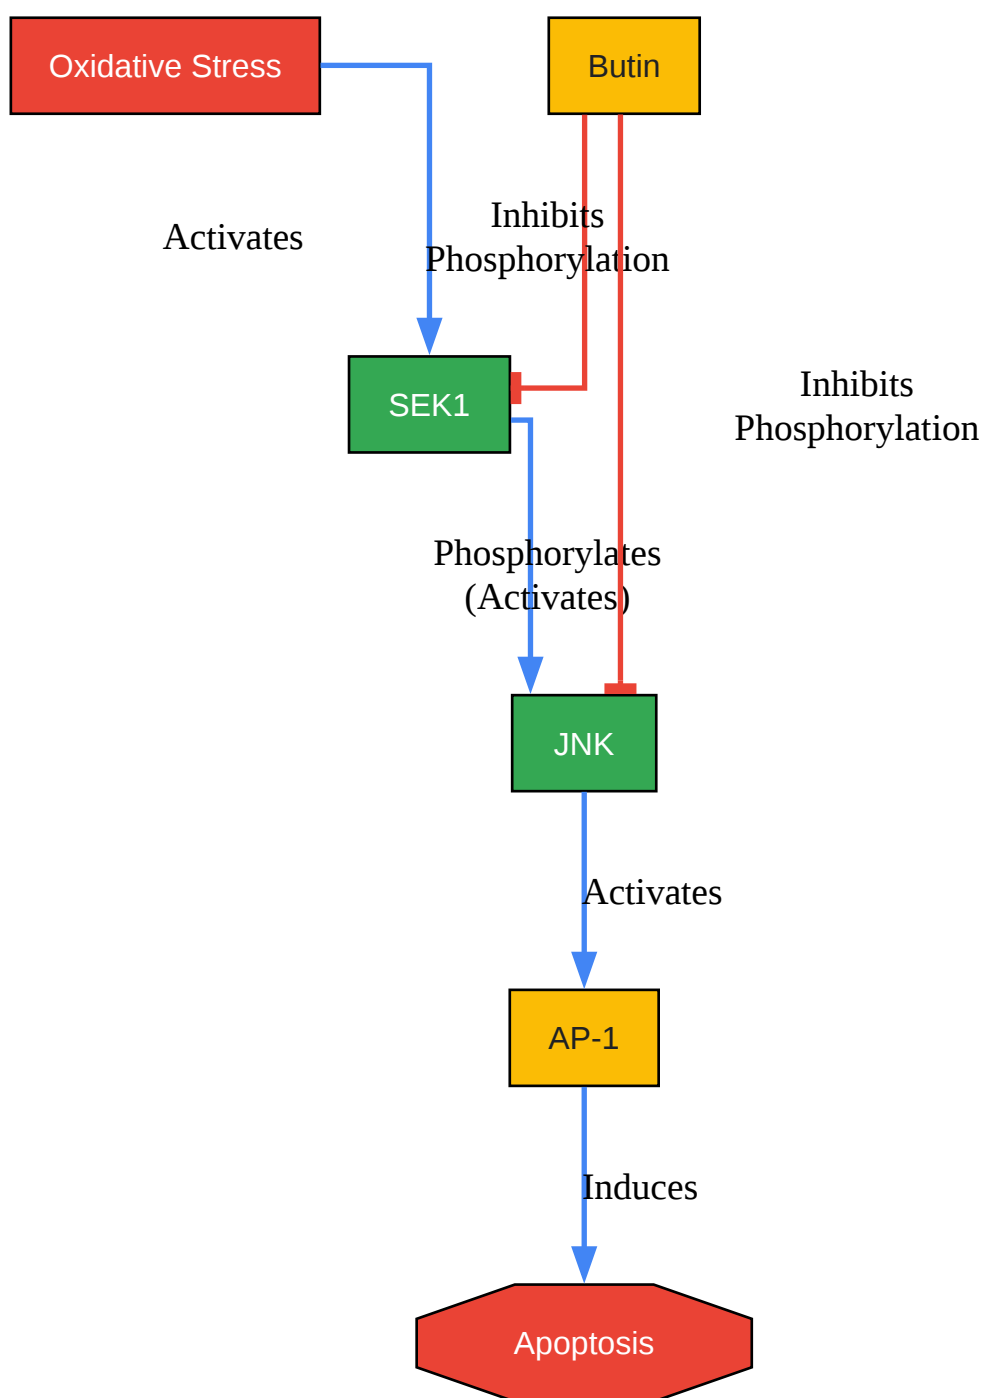 Oxidative Stress
Butin
Activates
Inhibits
Phosphorylation
Inhibits
Phosphorylation
SEK1
Phosphorylates
(Activates)
JNK
Activates
AP-1
Induces
Apoptosis